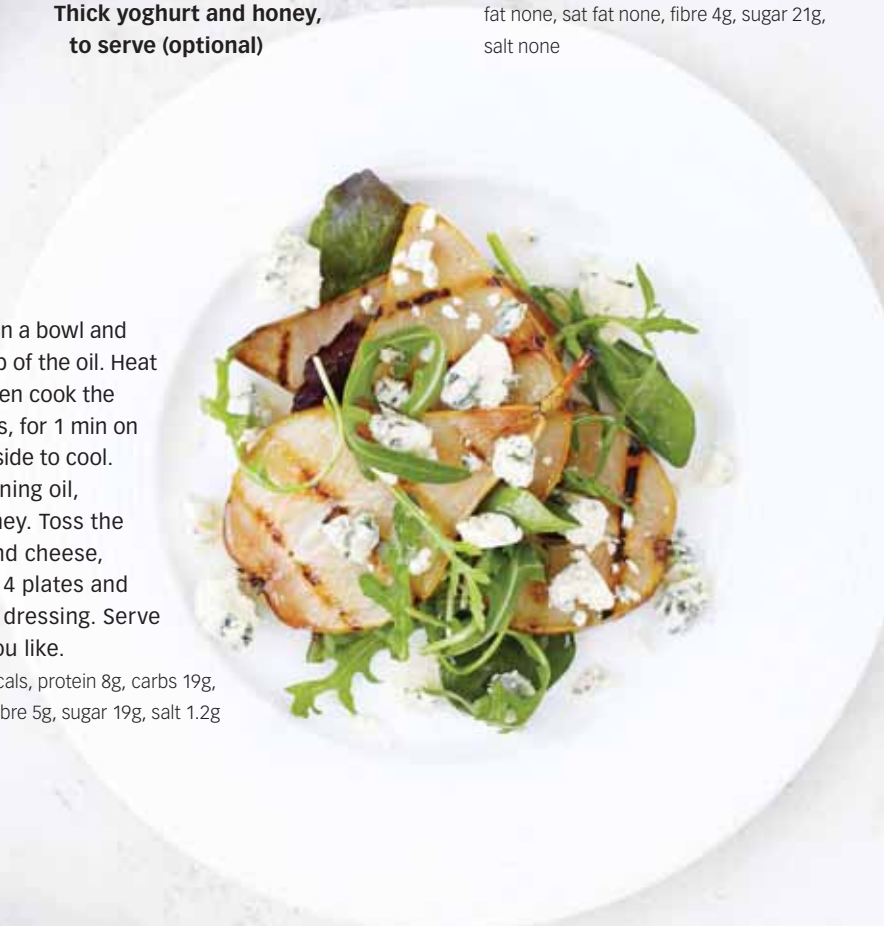 Thick yoghurt and honey,
to serve (optional)
fat none, sat fat none, fibre 4g, sugar 21g,
salt none
n a bowl and
of the oil. Heat
en cook the
for 1 min on
side to cool.
ning oil,
ney. Toss the
nd cheese,
4 plates and
dressing. Serve
ou like.
cals, protein 8g, carbs 19g,
bre 5g, sugar 19g, salt 1.2g